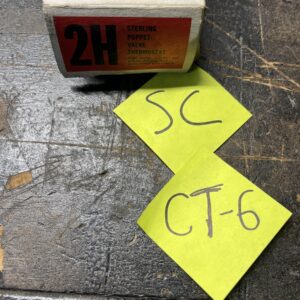 2H
STERLING
POPPET
VALVE
THERMOSTAT
SC
CT-6